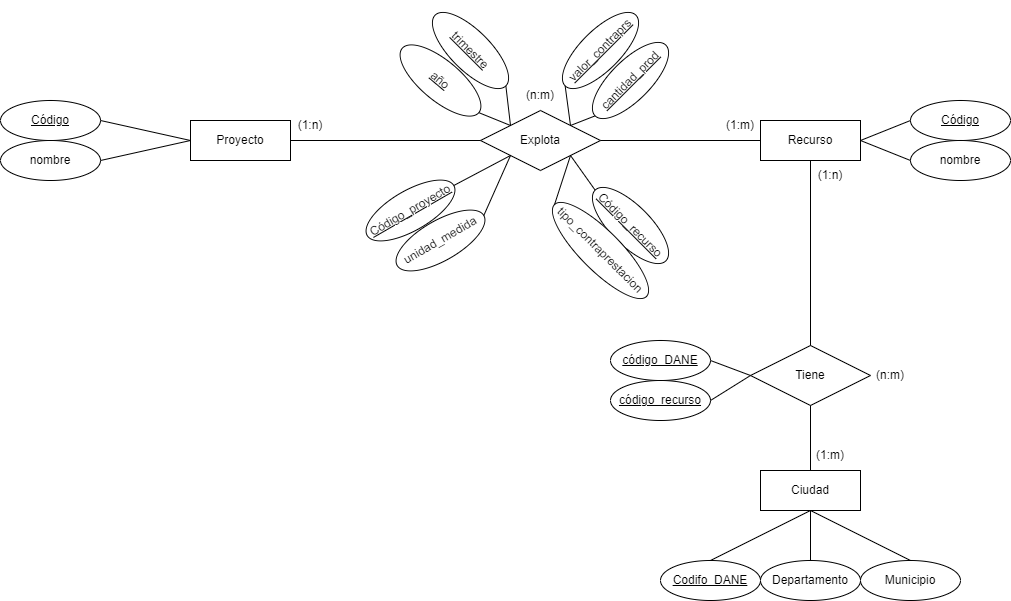 trimestre
año
valor_contraprs
cantidad_prod
(n:m)
Código
nombre
Proyecto
(1:n)
Explota
(1:m)
Recurso
Código
nombre
(1:n)
Código_proyecto
unidad_medida
Código_recurso
tipo_contraprestacion
código_DANE
código_recurso
Tiene
(n:m)
(1:m)
Ciudad
Codifo_DANE
Departamento
Municipio